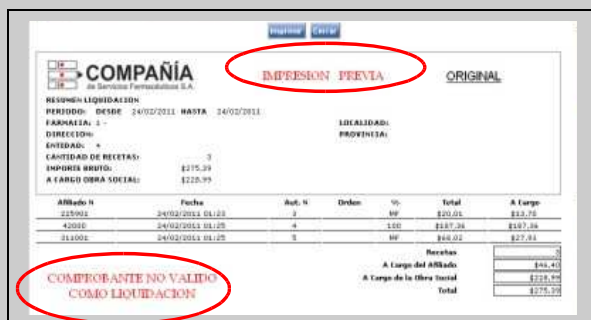 Imprimir Cerrar
COMPAÑÍA
de Servicios Farmacéuticos S.A.
IMPRESION PREVIA
ORIGINAL
RESUMEN LIQUIDACION
PERIODO: DESDE 24/02/2011 HASTA 24/02/2011
FARMACIA: 1 -
LOCALIDAD:
DIRECCION:
PROVINCIA:
ENTIDAD:
CANTIDAD DE RECETAS: 3
IMPORTE BRUTO: $275,39
A CARGO OBRA SOCIAL: $228,99
Afiliado N Fecha Aut. N Orden % Total A Cargo
225901 24/02/2011 01:23 3 MF $20,01 $13,70
42000 24/02/2011 01:25 4 100 $187,36 $187,36
311001 24/02/2011 01:25 5 MF $68,02 $27,93
Recetas 3
A Cargo del Afiliado $46,40
A Cargo de la Obra Social $228,99
Total $275,39
COMPROBANTE NO VALIDO
COMO LIQUIDACION